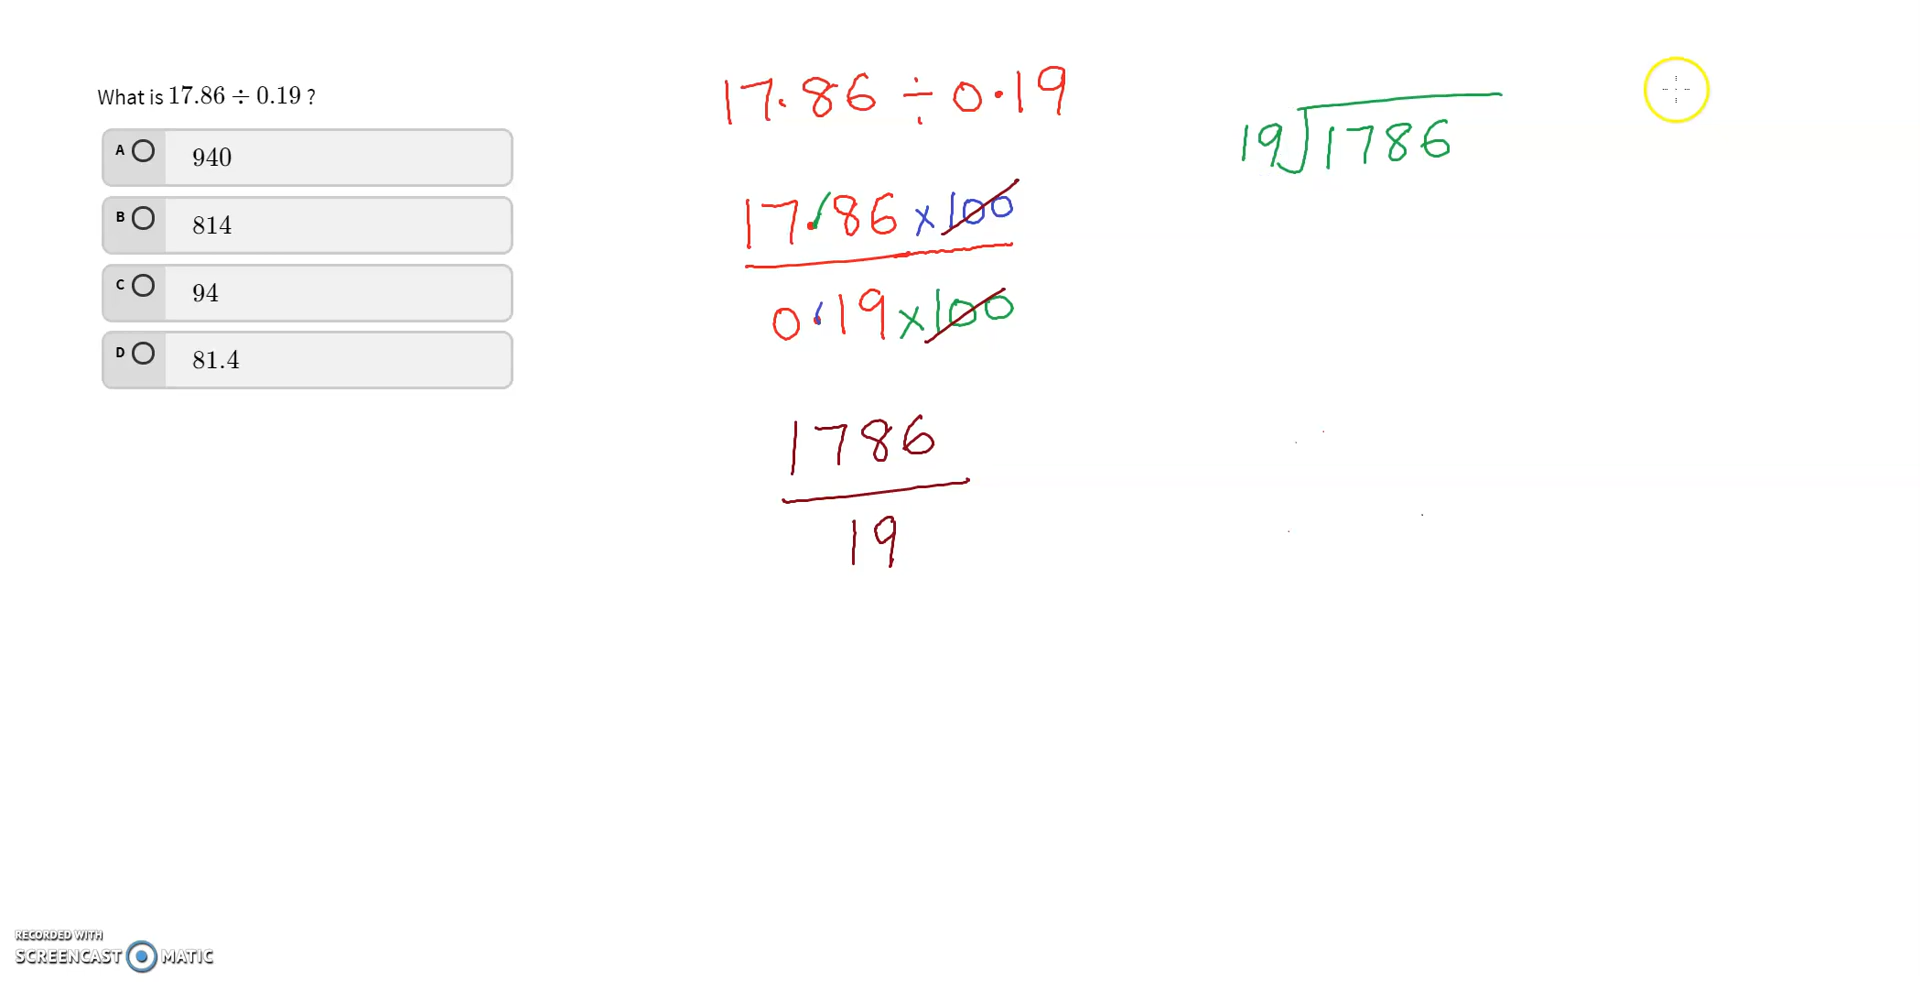 What is 17.86 ÷ 0.19 ?
A 940
B 814
C 94
D 81.4
17.86 ÷ 0.19
17.86 × 100
0.19 × 100
1786
19
19 1786
RECORDED WITH
SCREENCAST MATIC